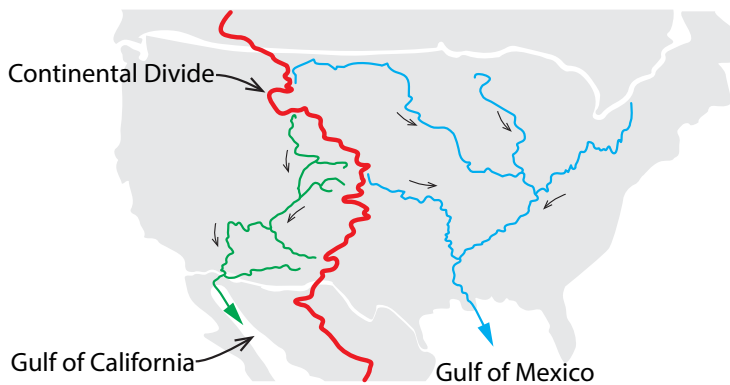 Continental Divide
Gulf of California
Gulf of Mexico